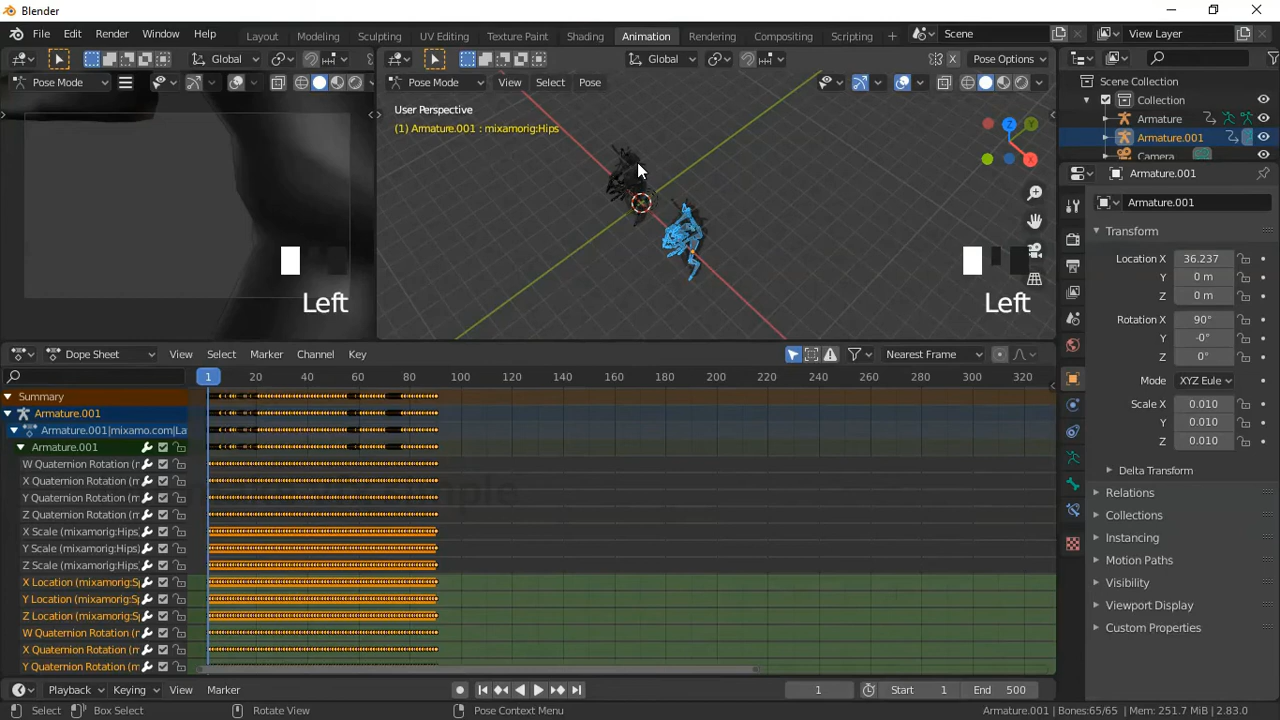 Blender
File Edit Render Window Help Layout Modeling Sculpting UV Editing Texture Paint Shading Animation Rendering Compositing Scripting + Scene View Layer
Global Global Pose Options
Pose Mode Pose Mode View Select Pose
Scene Collection
Collection
Armature
Armature.001
Camera
User Perspective
(1) Armature.001 : mixamorig:Hips
Z
Y
X
Left
Left
Armature.001
Armature.001
Transform
Location X 36.237
Y 0 m
Z 0 m
Rotation X 90°
Y -0°
Z 0°
Mode XYZ Eule
Scale X 0.010
Y 0.010
Z 0.010
Delta Transform
Relations
Collections
Instancing
Motion Paths
Visibility
Viewport Display
Custom Properties
Dope Sheet View Select Marker Channel Key Nearest Frame
1 20 40 60 80 100 120 140 160 180 200 220 240 260 280 300 320
Summary
Armature.001
Armature.001|mixamo.com|La
Armature.001
W Quaternion Rotation (n
X Quaternion Rotation (m
Y Quaternion Rotation (m
Z Quaternion Rotation (m
X Scale (mixamorig:Hips)
Y Scale (mixamorig:Hips)
Z Scale (mixamorig:Hips)
X Location (mixamorig:Sp
Y Location (mixamorig:Sp
Z Location (mixamorig:Sp
W Quaternion Rotation (n
X Quaternion Rotation (m
Y Quaternion Rotation (m
Playback Keying View Marker 1 Start 1 End 500
Select Box Select Rotate View Pose Context Menu Armature.001 | Bones:65/65 | Mem: 251.7 MiB | 2.83.0